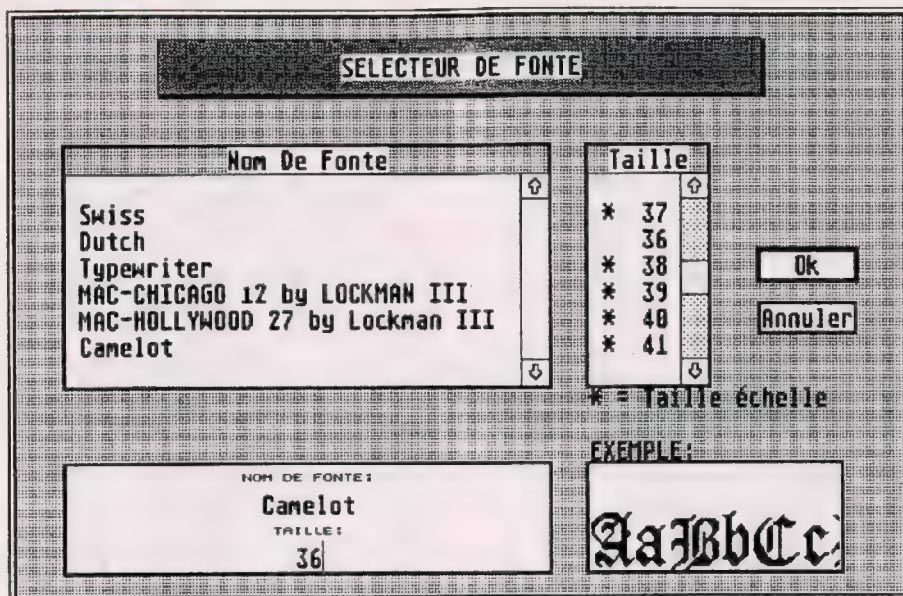 SELECTEUR DE FONTE
Nom De Fonte
Swiss
Dutch
Typewriter
MAC-CHICAGO 12 by LOCKMAN III
MAC-HOLLYWOOD 27 by Lockman III
Camelot
Taille
* 37
36
* 38
* 39
* 40
* 41
* = Taille échelle
Ok
Annuler
NOM DE FONTE:
Camelot
TAILLE:
36
EXEMPLE:
AaBbCc